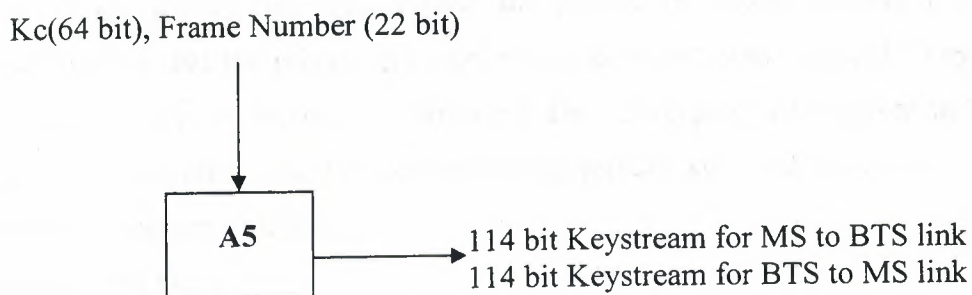 Kc(64 bit), Frame Number (22 bit)
A5
114 bit Keystream for MS to BTS link
114 bit Keystream for BTS to MS link